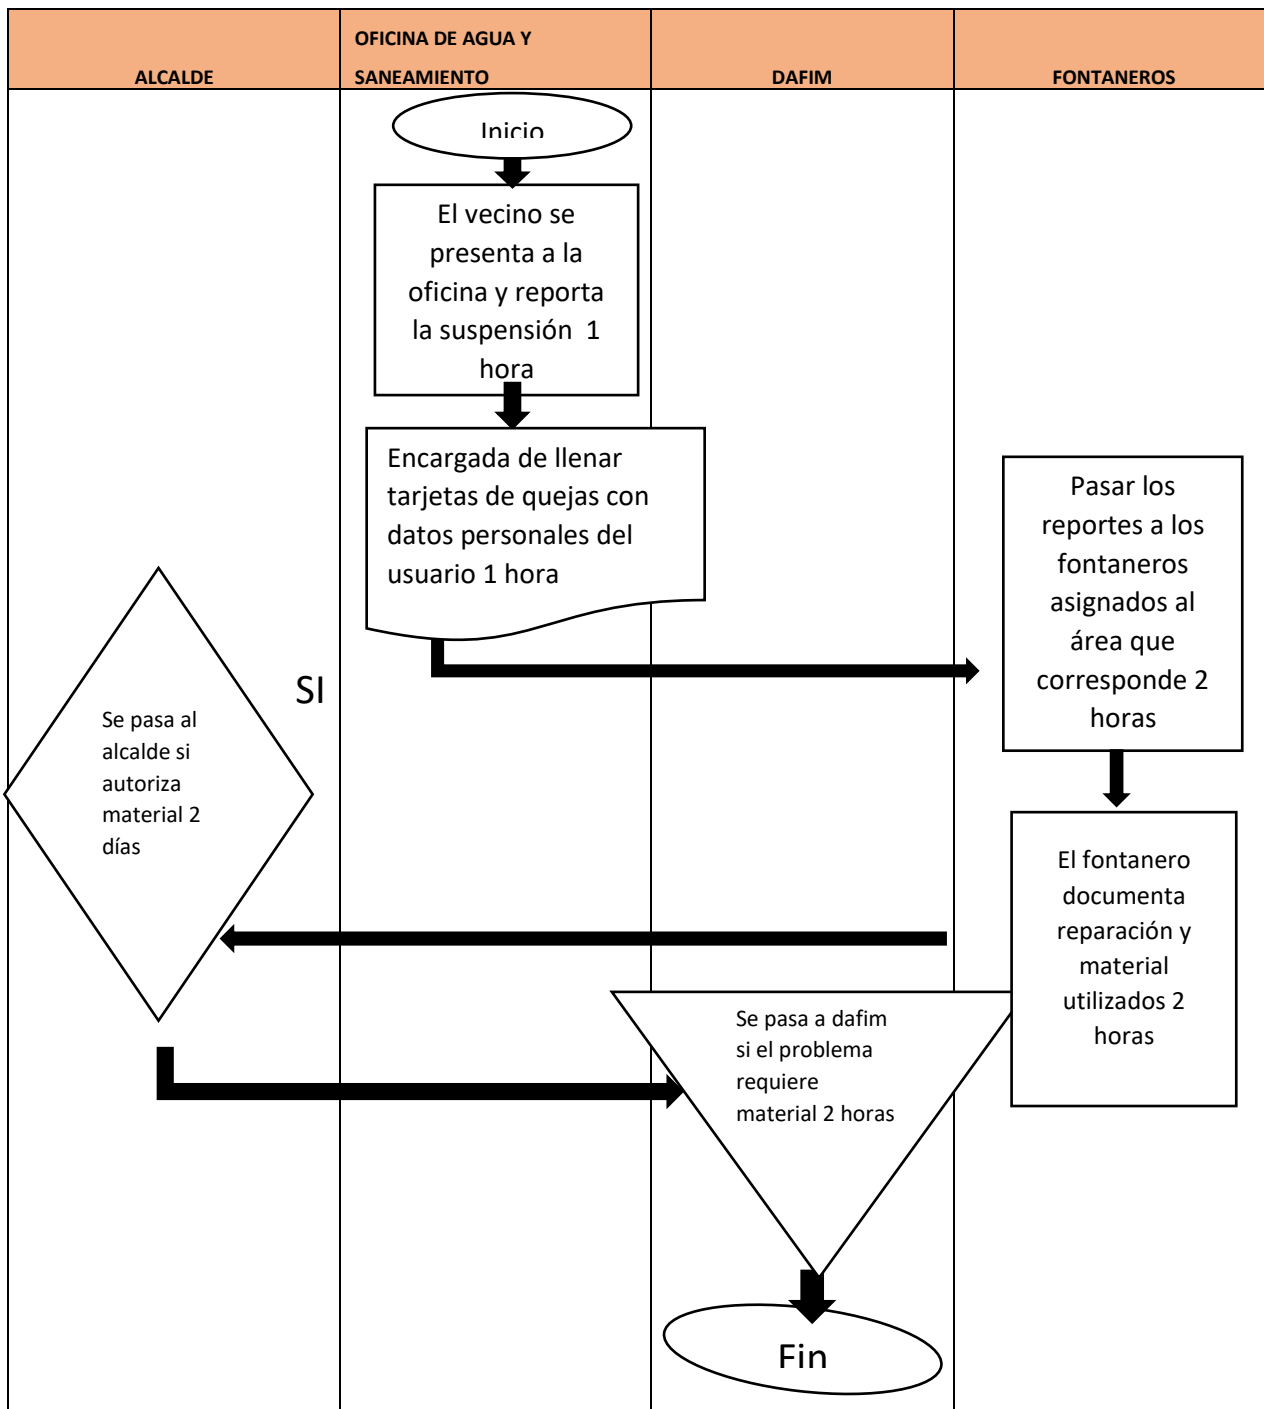 ALCALDE
OFICINA DE AGUA Y
SANEAMIENTO
DAFIM
FONTANEROS
Inicio
El vecino se
presenta a la
oficina y reporta
la suspensión 1
hora
Encargada de llenar
tarjetas de quejas con
datos personales del
usuario 1 hora
Pasar los
reportes a los
fontaneros
asignados al
área que
corresponde 2
horas
SI
Se pasa al
alcalde si
autoriza
material 2
días
El fontanero
documenta
reparación y
material
utilizados 2
horas
Se pasa a dafim
si el problema
requiere
material 2 horas
Fin